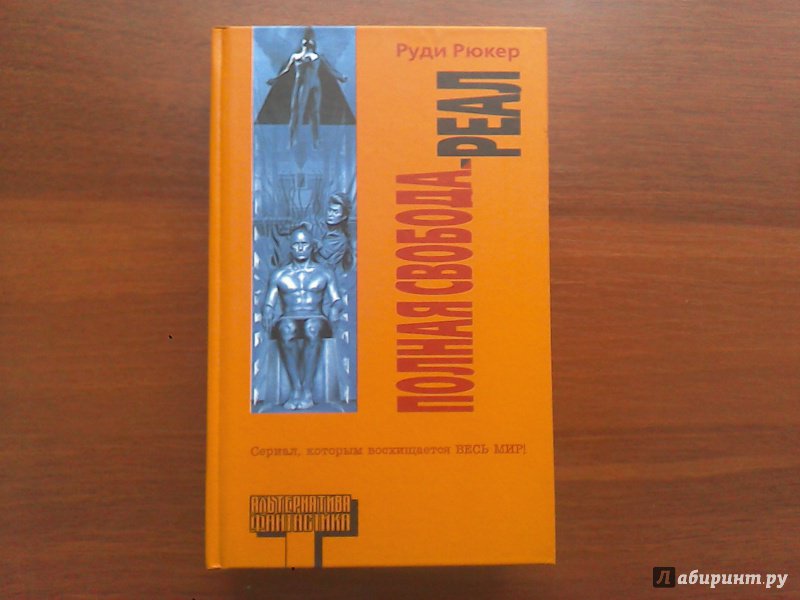 Руди Рюкер
ПОЛНАЯ СВОБОДА.
РЕАЛ
Сериал, которым восхищается ВЕСЬ МИР!
АЛЬТЕРНАТИВА
ФАНТАСТИКА
Лабиринт.ру